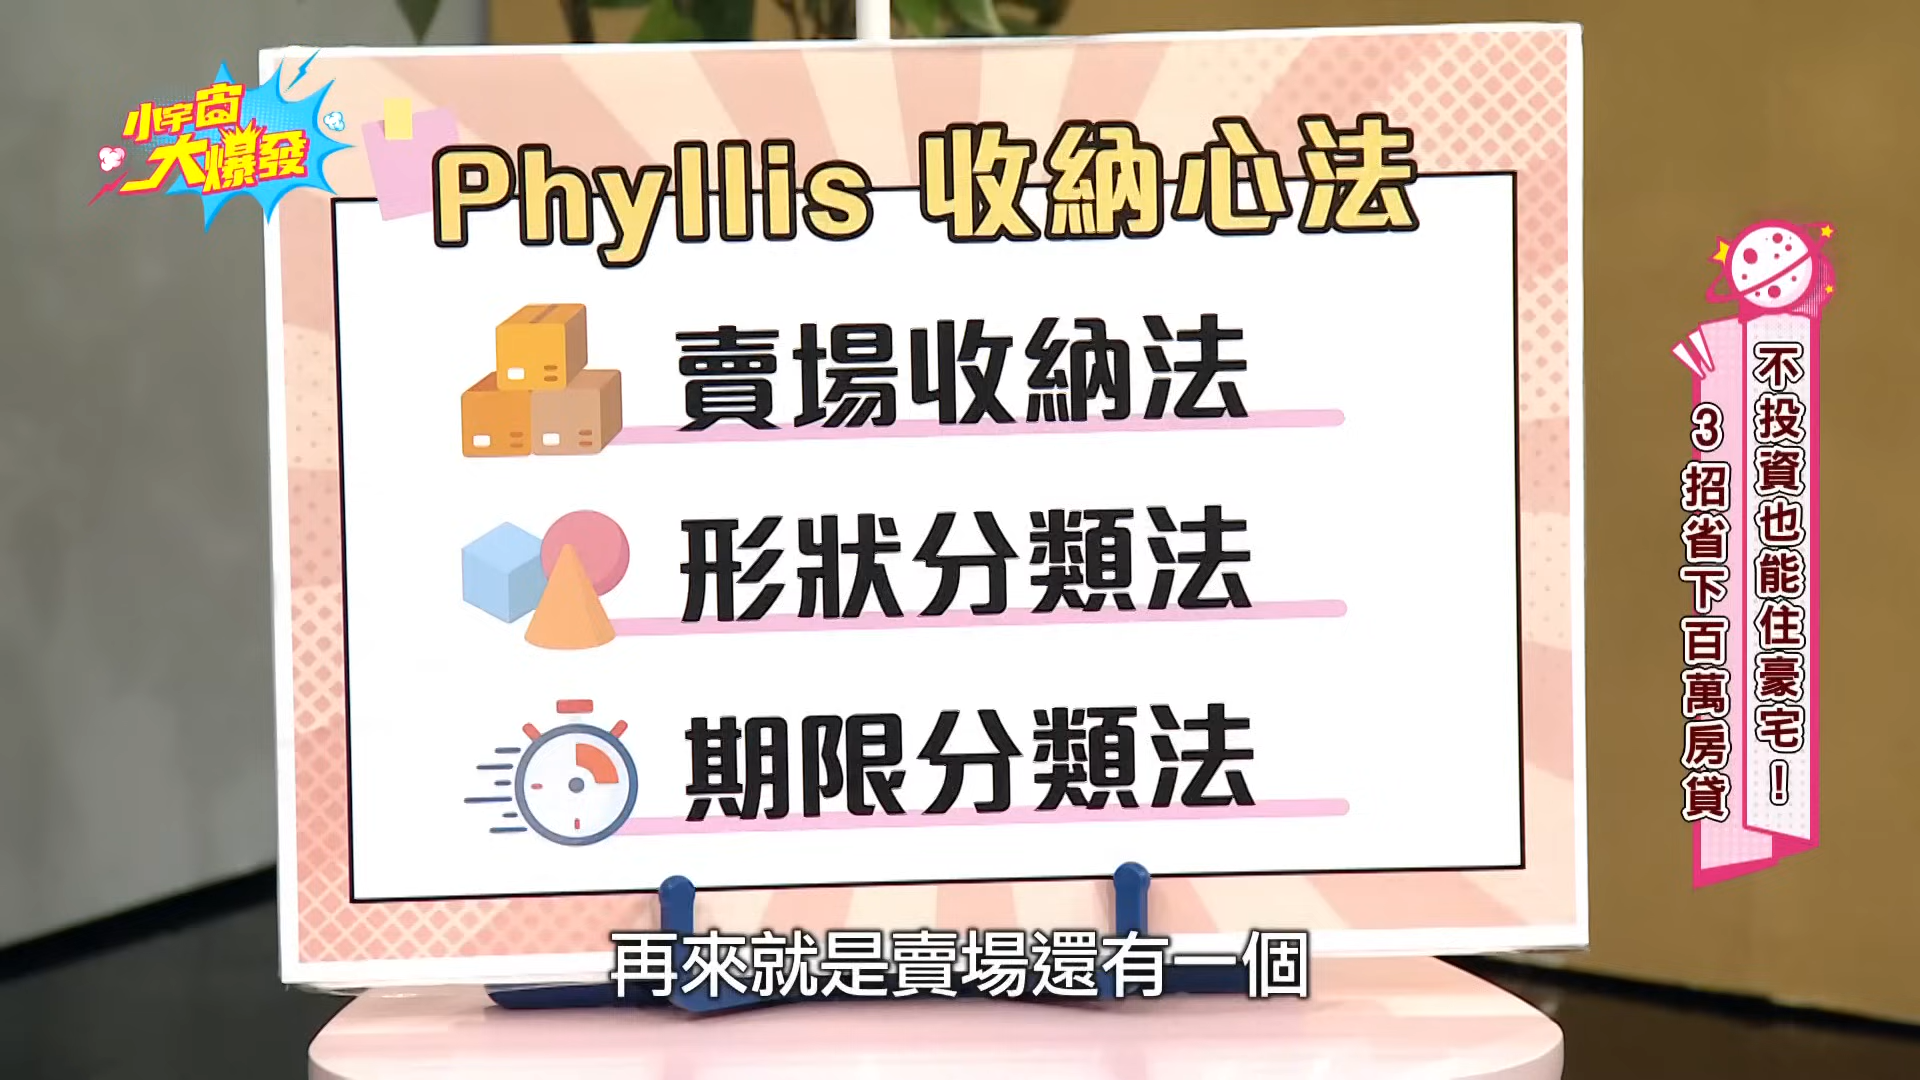 小宇宙
大爆發
Phyllis 收納心法
賣場收納法
形狀分類法
期限分類法
不投資也能住豪宅！
3招省下百萬房貸
再來就是賣場還有一個